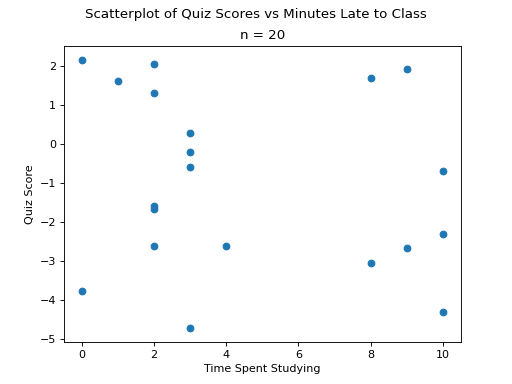 Scatterplot of Quiz Scores vs Minutes Late to Class
n = 20
2
1
0
−1
−2
−3
−4
−5
Quiz Score
0 2 4 6 8 10
Time Spent Studying